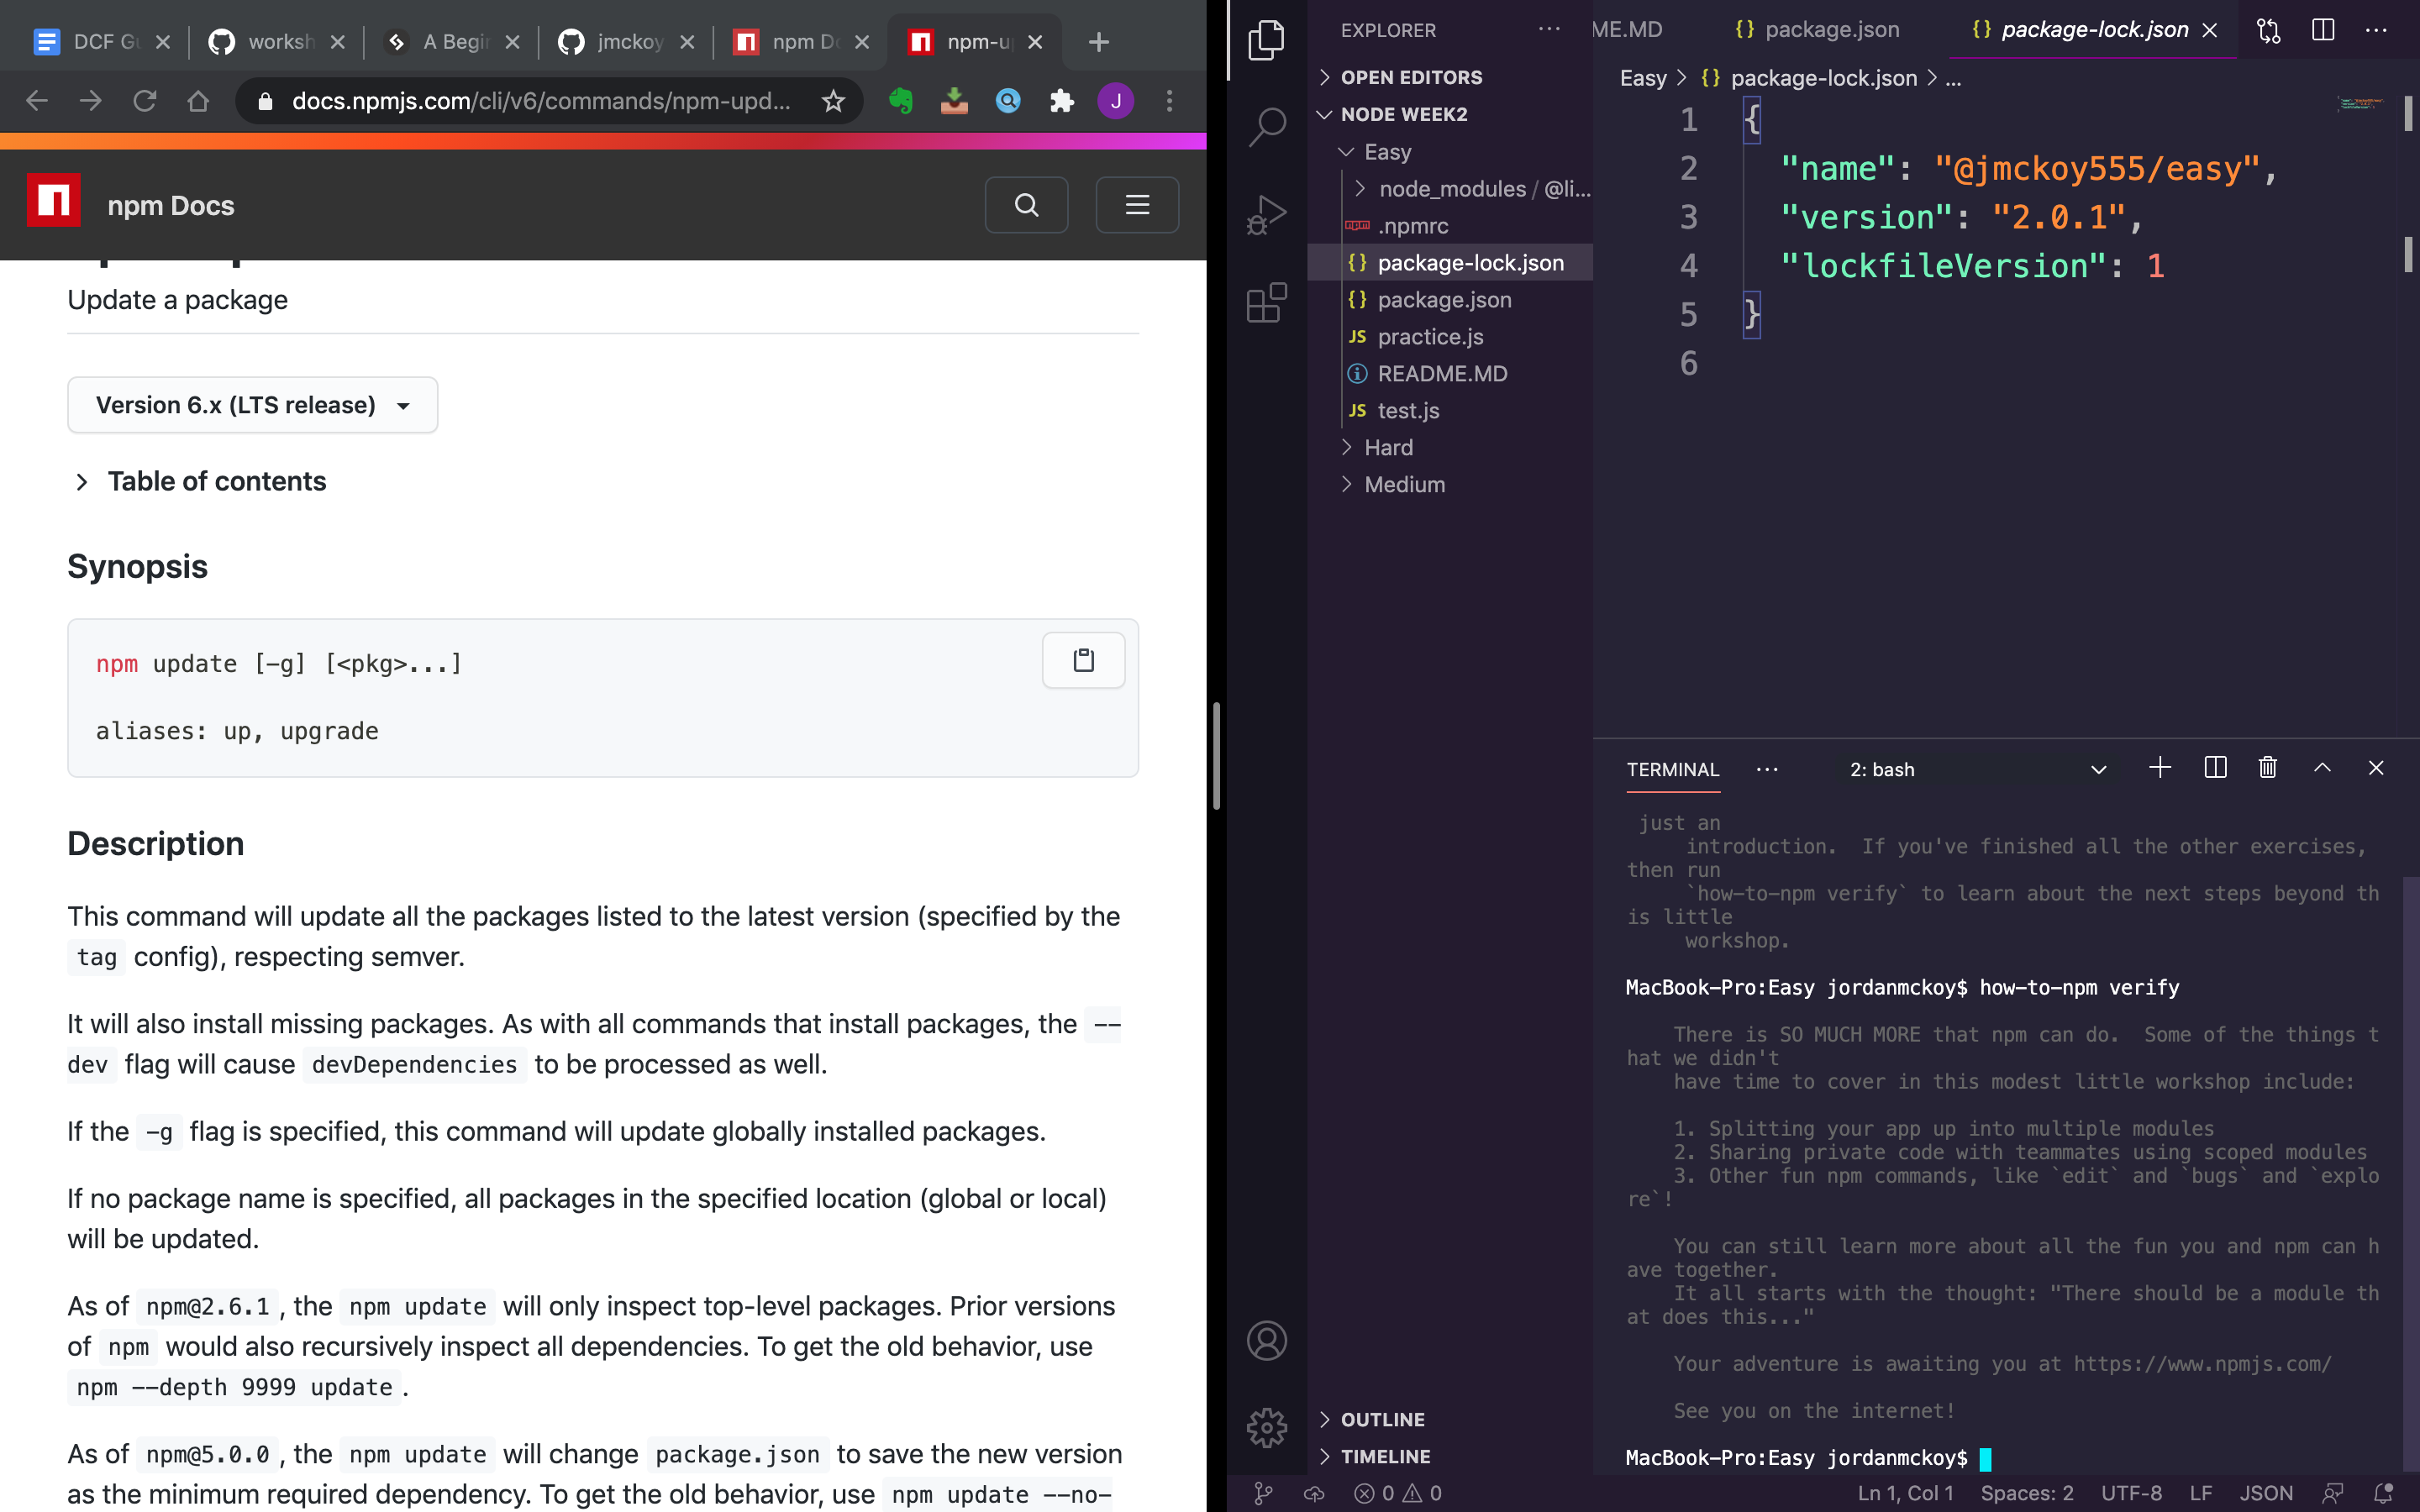 DCF Gu
worksh
A Begin
jmckoy
npm Do
npm-up
docs.npmjs.com/cli/v6/commands/npm-upd...
J
npm Docs
Update a package
Version 6.x (LTS release)
Table of contents
Synopsis
npm update [-g] [<pkg>...]
aliases: up, upgrade
Description
This command will update all the packages listed to the latest version (specified by the
tag config), respecting semver.
It will also install missing packages. As with all commands that install packages, the --
dev flag will cause devDependencies to be processed as well.
If the -g flag is specified, this command will update globally installed packages.
If no package name is specified, all packages in the specified location (global or local)
will be updated.
As of npm@2.6.1, the npm update will only inspect top-level packages. Prior versions
of npm would also recursively inspect all dependencies. To get the old behavior, use
npm --depth 9999 update.
As of npm@5.0.0, the npm update will change package.json to save the new version
as the minimum required dependency. To get the old behavior, use npm update --no-
EXPLORER
OPEN EDITORS
NODE WEEK2
Easy
node_modules / @li...
.npmrc
package-lock.json
package.json
practice.js
README.MD
test.js
Hard
Medium
OUTLINE
TIMELINE
ME.MD
{} package.json
{} package-lock.json
Easy > {} package-lock.json > ...
1 {
2 "name": "@jmckoy555/easy",
3 "version": "2.0.1",
4 "lockfileVersion": 1
5 }
6
TERMINAL
2: bash
just an
introduction. If you've finished all the other exercises,
then run
`how-to-npm verify` to learn about the next steps beyond th
is little
workshop.
MacBook-Pro:Easy jordanmckoy$ how-to-npm verify
There is SO MUCH MORE that npm can do. Some of the things t
hat we didn't
have time to cover in this modest little workshop include:
1. Splitting your app up into multiple modules
2. Sharing private code with teammates using scoped modules
3. Other fun npm commands, like `edit` and `bugs` and `explo
re`!
You can still learn more about all the fun you and npm can h
ave together.
It all starts with the thought: "There should be a module th
at does this..."
Your adventure is awaiting you at https://www.npmjs.com/
See you on the internet!
MacBook-Pro:Easy jordanmckoy$
0 0
Ln 1, Col 1
Spaces: 2
UTF-8
LF
JSON